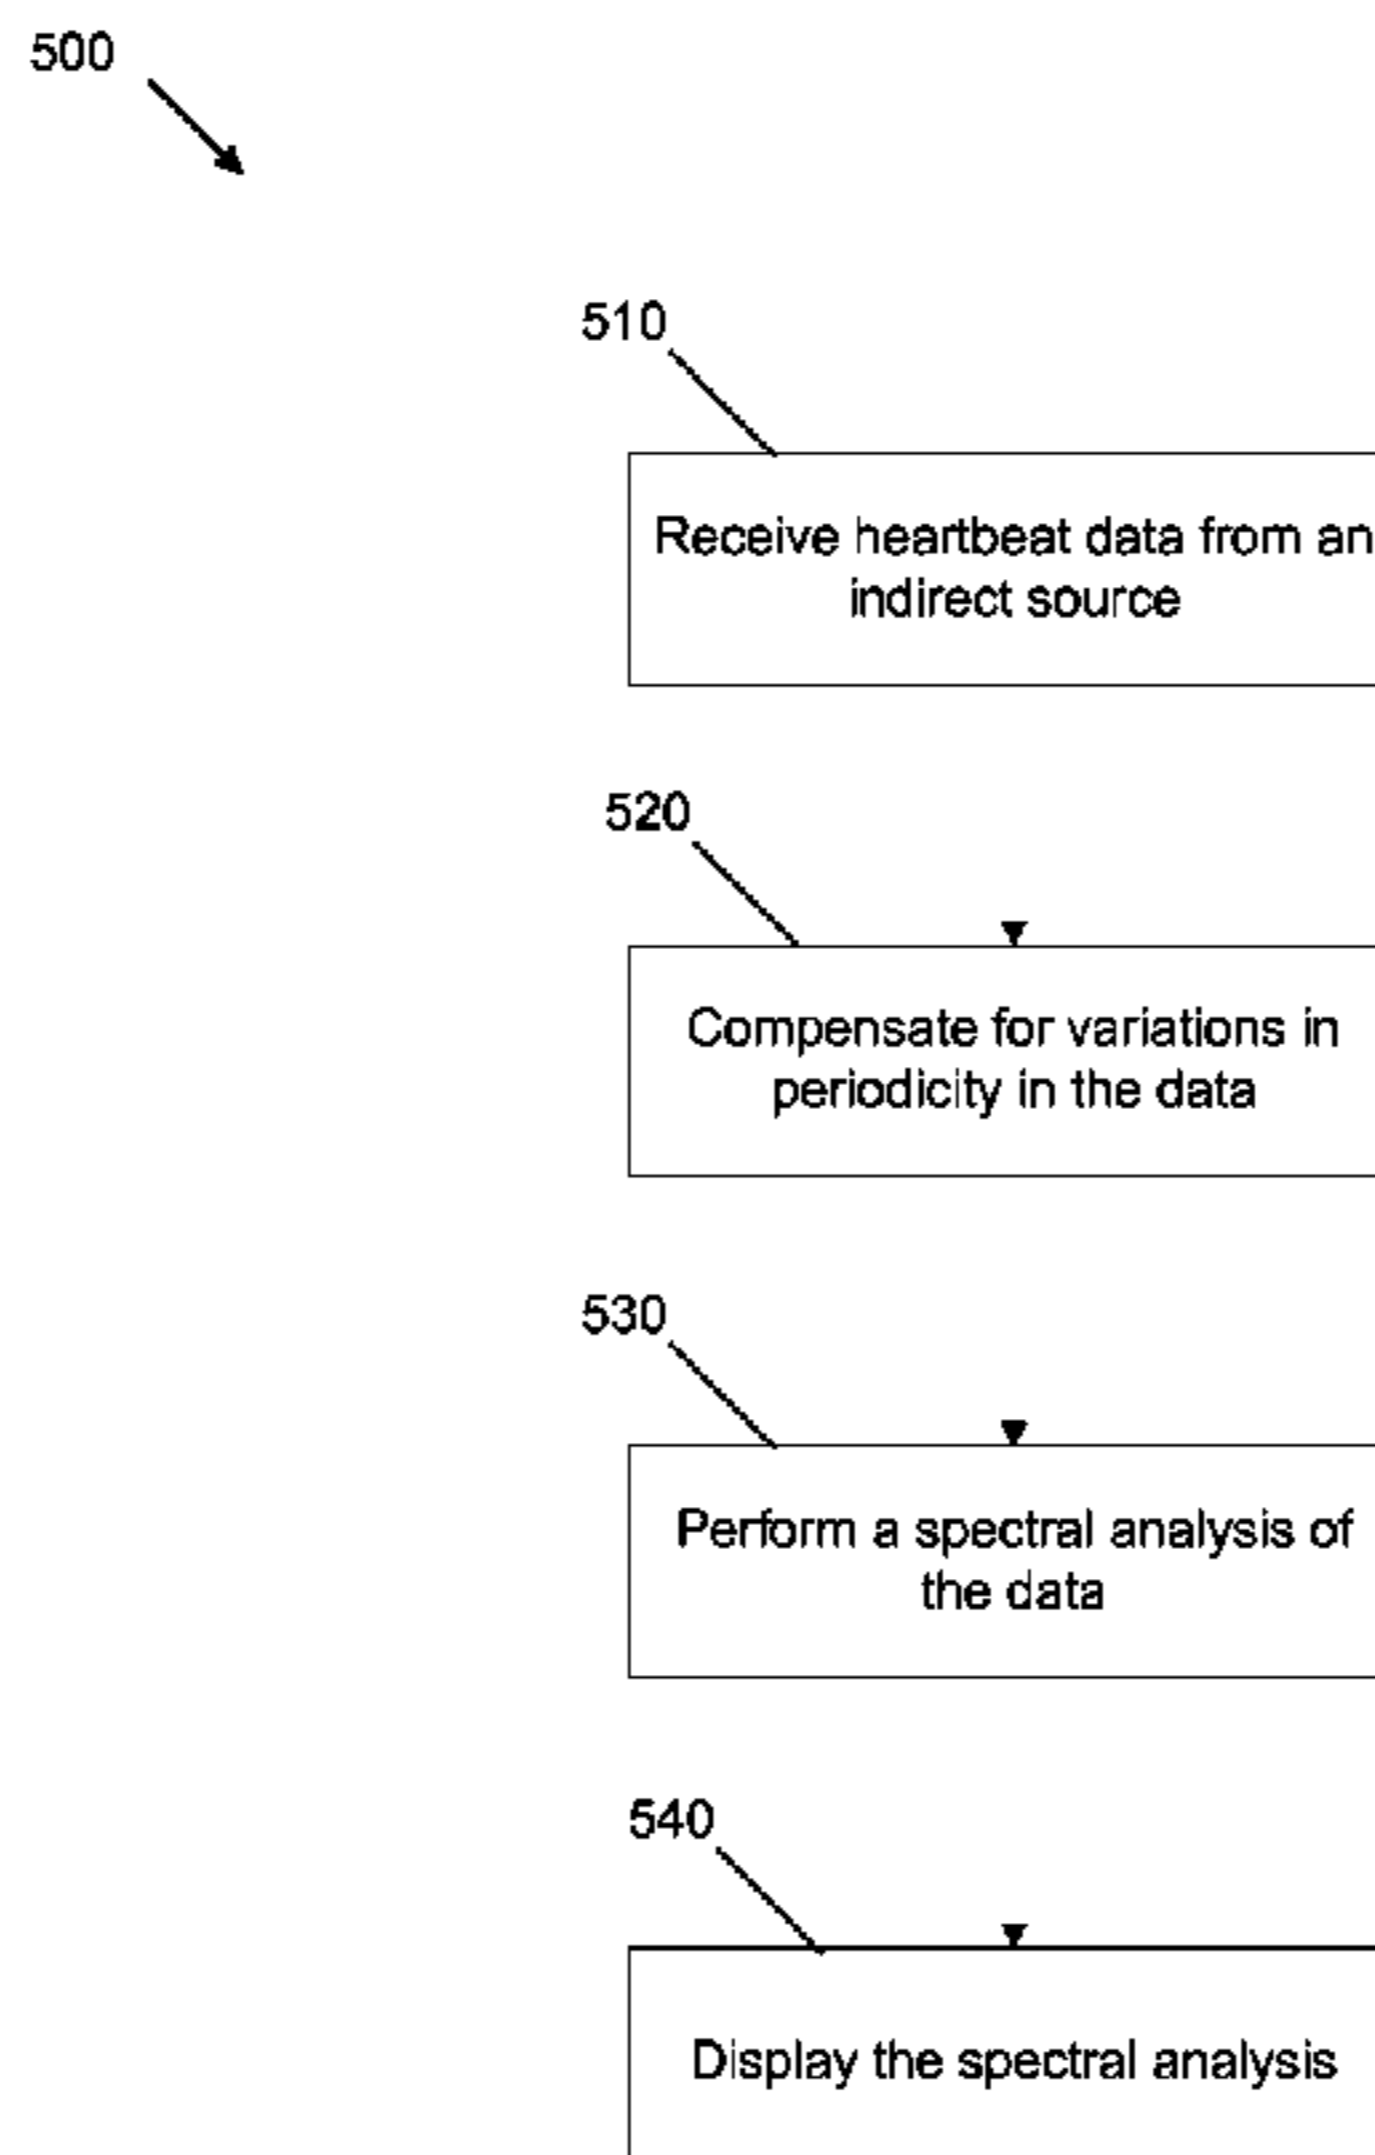 500
510
Receive heartbeat data from an
indirect source
520
Compensate for variations in
periodicity in the data
530
Perform a spectral analysis of
the data
540
Display the spectral analysis